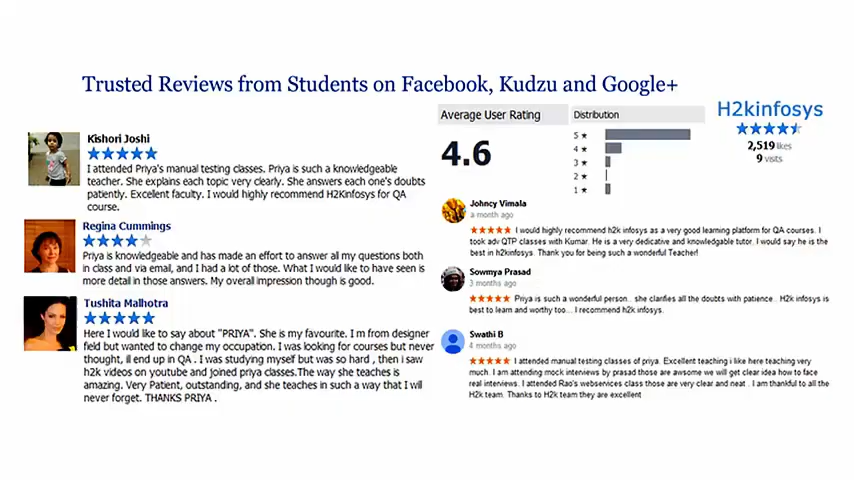 Trusted Reviews from Students on Facebook, Kudzu and Google+
Kishori Joshi
I attended Priya's manual testing classes. Priya is such a knowledgeable
teacher. She explains each topic very clearly. She answers each one's doubts
patiently. Excellent faculty. I would highly recommend H2Kinfosys for QA
course.
Regina Cummings
Priya is knowledgeable and has made an effort to answer all my questions both
in class and via email, and I had a lot of those. What I would like to have seen is
more detail in those answers. My overall impression though is good.
Tushita Malhotra
Here I would like to say about "PRIYA". She is my favourite. I m from designer
field but wanted to change my occupation. I was looking for courses but never
thought, ill end up in QA . I was studying myself but was so hard , then i saw
h2k videos on youtube and joined priya classes.The way she teaches is
amazing. Very Patient, outstanding, and she teaches in such a way that I will
never forget. THANKS PRIYA .
Average User Rating
Distribution
4.6
5 ★
4 ★
3 ★
2 ★
1 ★
H2kinfosys
2,519 likes
9 visits
Johncy Vimala
a month ago
I would highly recommend h2k infosys as a very good learning platform for QA courses. I
took adv QTP classes with Kumar. He is a very dedicative and knowledgable tutor. I would say he is the
best in h2kinfosys. Thank you for being such a wonderful Teacher!
Sowmya Prasad
3 months ago
Priya is such a wonderful person.. she clarifies all the doubts with patience.. H2k infosys is
best to learn and worthy too... I recommend h2k infosys.
Swathi B
4 months ago
I attended manual testing classes of priya. Excellent teaching i like here teaching very
much. I am attending mock interviews by prasad those are awsome we will get clear idea how to face
real interviews. I attended Rao's webservices class those are very clear and neat . I am thankful to all the
H2k team. Thanks to H2k team they are excellent